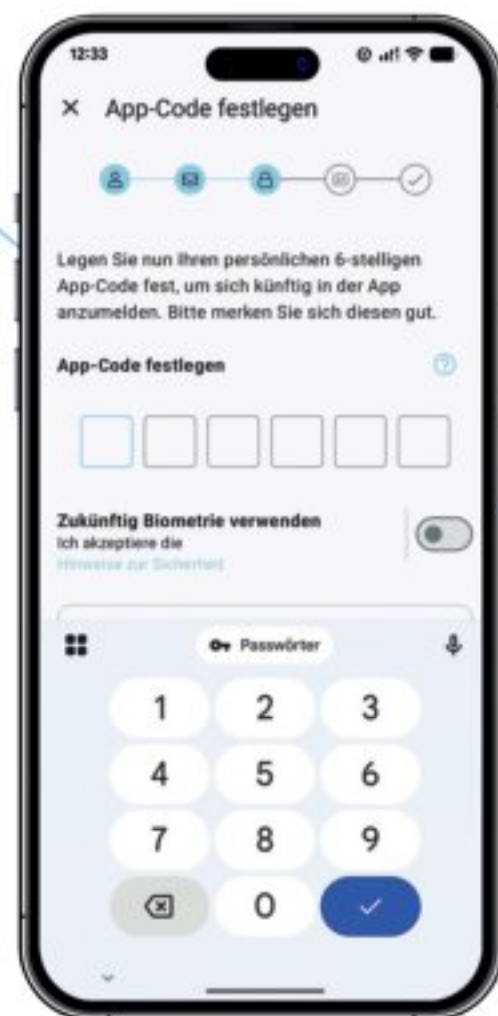 12:33
App-Code festlegen
Legen Sie nun Ihren persönlichen 6-stelligen
App-Code fest, um sich künftig in der App
anzumelden. Bitte merken Sie sich diesen gut.
App-Code festlegen
Zukünftig Biometrie verwenden
Ich akzeptiere die
Hinweise zur Sicherheit
Passwörter
1 2 3
4 5 6
7 8 9
0